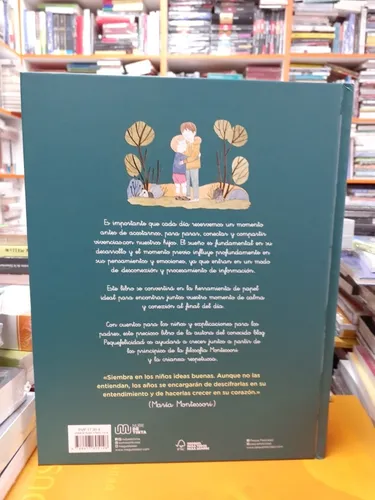 Es importante que cada día reservemos un momento
antes de acostarnos, para parar, conectar y compartir
vivencias con nuestros hijos. El sueño es fundamental en su
desarrollo y el momento previo influye profundamente en
sus pensamientos y emociones, ya que entran en un modo
de desconexión y procesamiento de información.
Este libro se convertirá en la herramienta de papel
ideal para encontrar juntos vuestro momento de calma
y conexión al final del día.
Con cuentos para los niños y explicaciones para los
padres, este precioso libro de la autora del conocido blog
Pequefelicidad os ayudará a crecer juntos a partir
de los principios de la filosofía Montessori
y la crianza respetuosa.
«Siembra en los niños ideas buenas. Aunque no las
entiendan, los años se encargarán de descifrarlas en su
entendimiento y de hacerlas crecer en su corazón.»
(María Montessori)
FSC